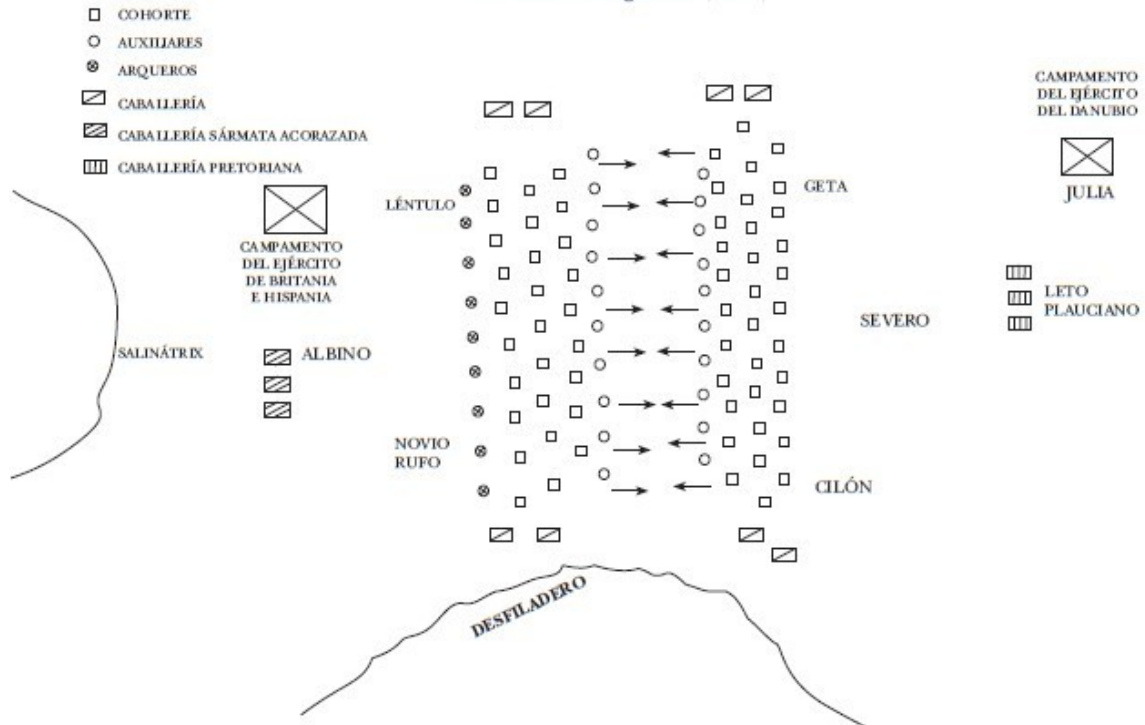 COHORTE
AUXILIARES
ARQUEROS
CABALLERÍA
CABALLERÍA SÁRMATA ACORAZADA
CABALLERÍA PRETORIANA
CAMPAMENTO
DEL EJÉRCITO
DEL DANUBIO
JULIA
LÉNTULO
GETA
CAMPAMENTO
DEL EJÉRCITO
DE BRITANIA
E HISPANIA
LETO
PLAUCIANO
SEVERO
SALINÁTRIX
ALBINO
NOVIO
RUFO
CILÓN
DESFILADERO